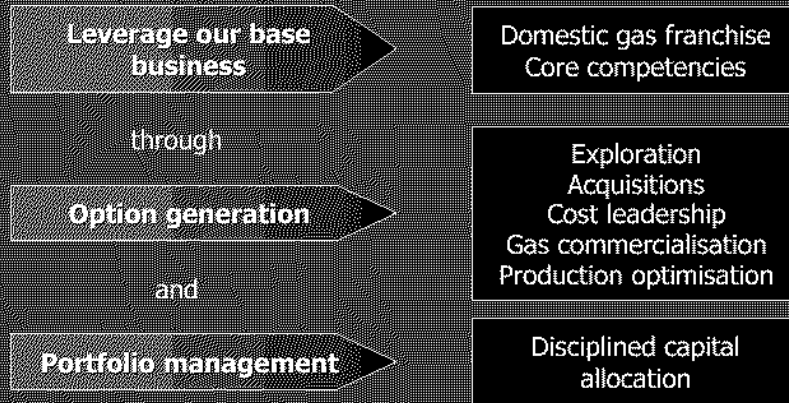 Leverage our base
business
Domestic gas franchise
Core competencies
through
Option generation
Exploration
Acquisitions
Cost leadership
Gas commercialisation
Production optimisation
and
Portfolio management
Disciplined capital
allocation